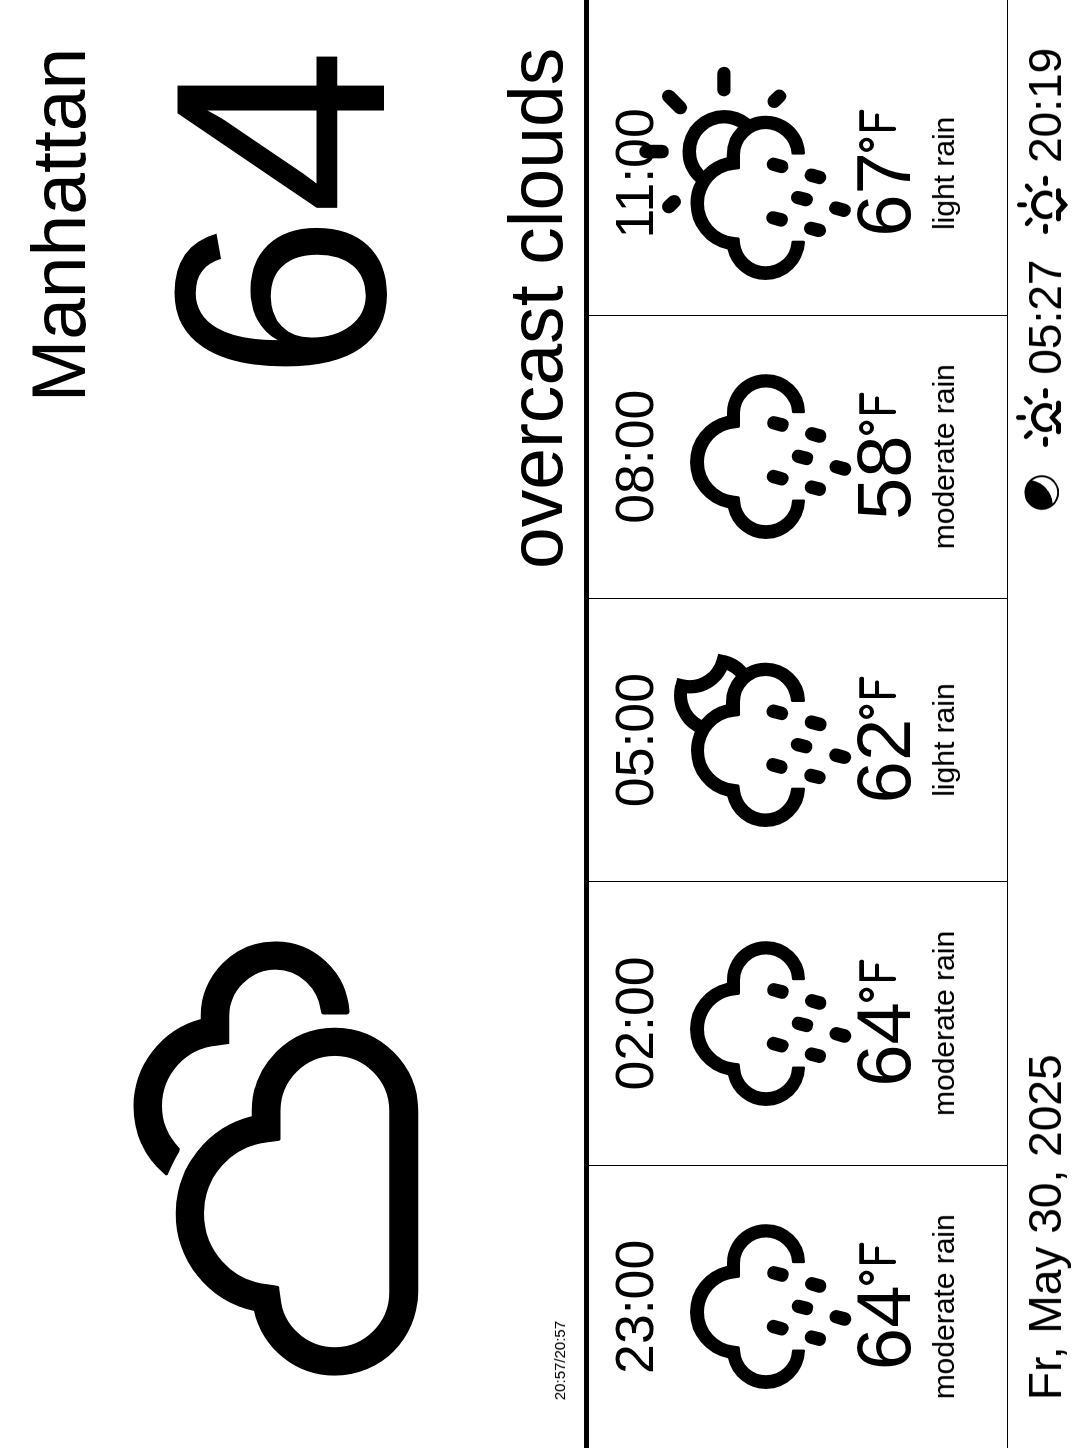 Manhattan
64
overcast clouds
20:57/20:57
23:00
64°F
moderate rain
02:00
64°F
moderate rain
05:00
62°F
light rain
08:00
58°F
moderate rain
11:00
67°F
light rain
Fr, May 30, 2025
05:27
20:19